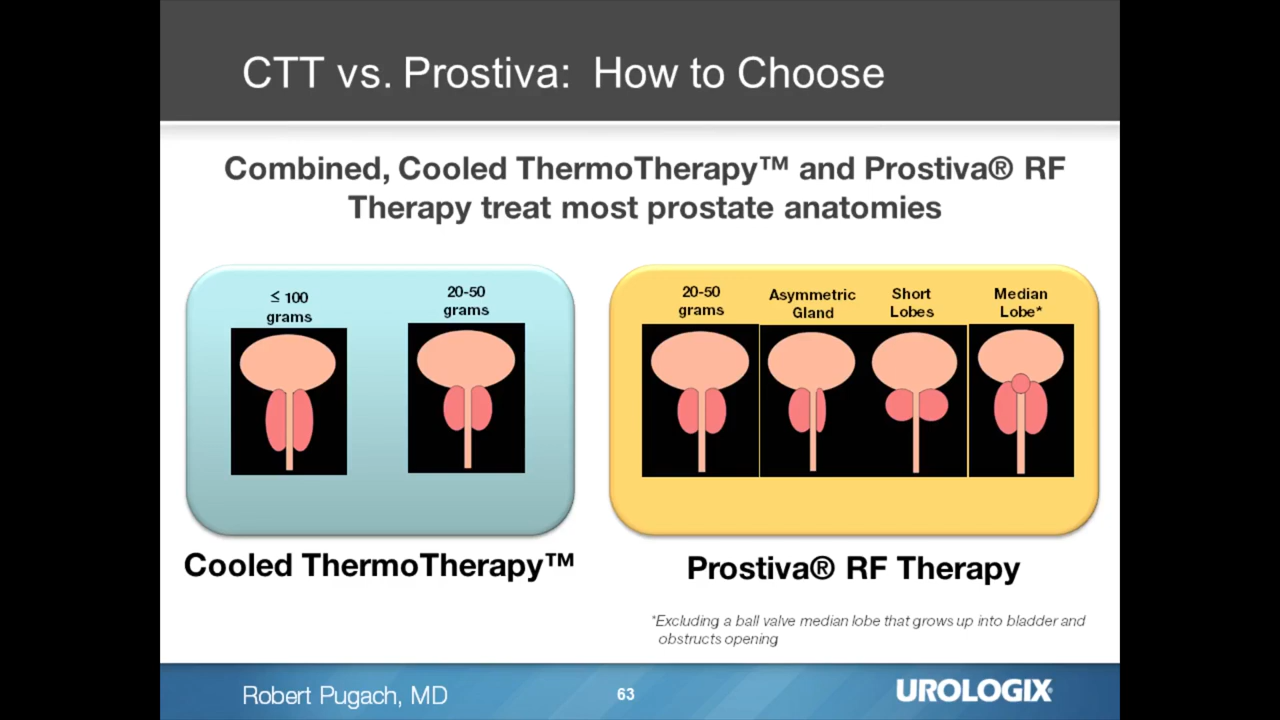 CTT vs. Prostiva: How to Choose
Combined, Cooled ThermoTherapy™ and Prostiva® RF
Therapy treat most prostate anatomies
≤ 100
grams
20-50
grams
20-50
grams
Asymmetric
Gland
Short
Lobes
Median
Lobe*
Cooled ThermoTherapy™
Prostiva® RF Therapy
*Excluding a ball valve median lobe that grows up into bladder and
obstructs opening
Robert Pugach, MD
63
UROLOGIX